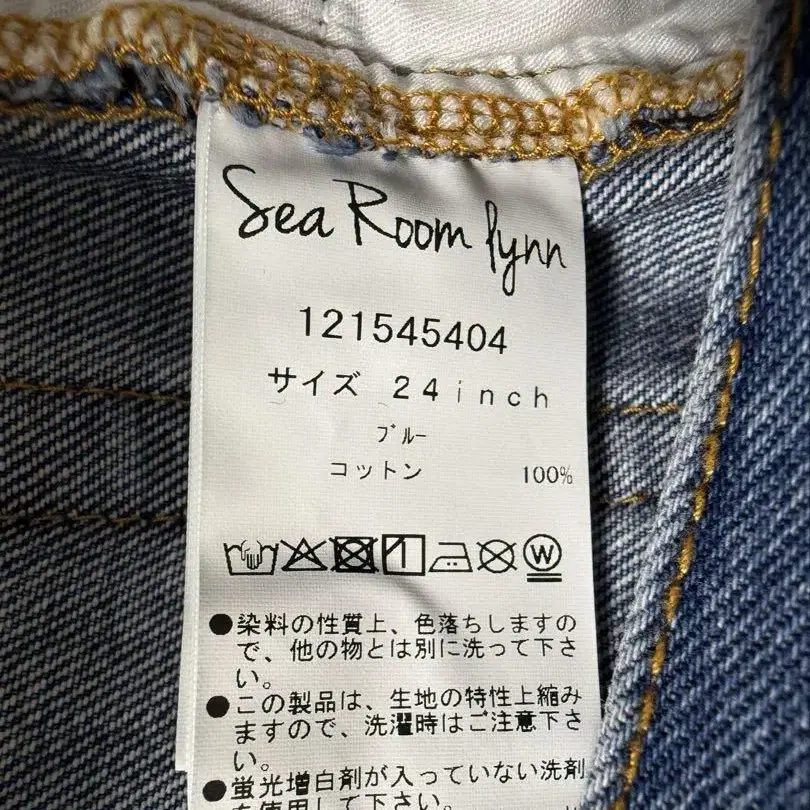 Sea Room lynn
121545404
サイズ 24inch
ﾌﾞﾙｰ
コットン 100%
W
●染料の性質上、色落ちしますの
で、他の物とは別に洗って下さ
い。
●この製品は、生地の特性上縮み
ますので、洗濯時はご注意下さ
い。
●蛍光増白剤が入っていない洗剤
を使用して下さい。